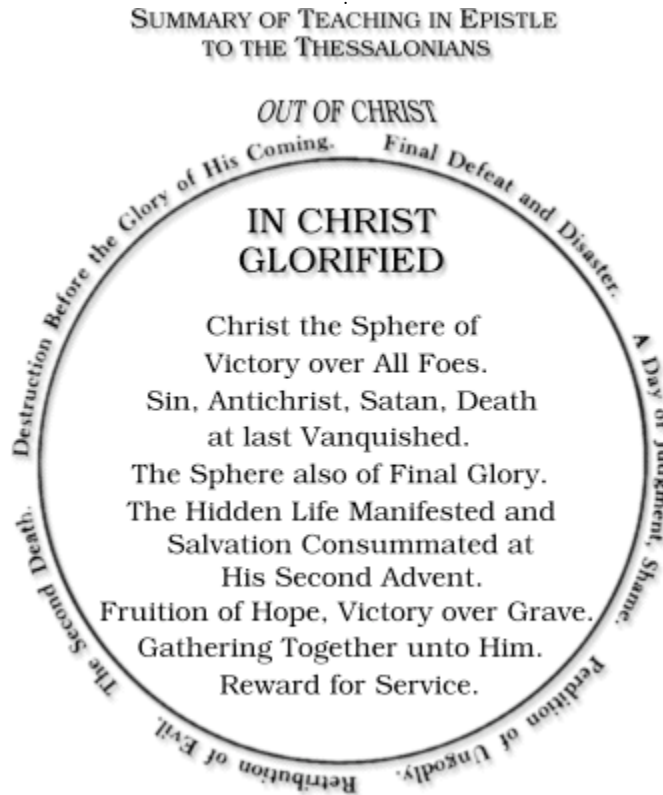 SUMMARY OF TEACHING IN EPISTLE
TO THE THESSALONIANS
OUT OF CHRIST
Final Defeat and Disaster.
A Day of Judgment, Shame.
Perdition of Ungodly.
Retribution of Evil.
The Second Death.
Destruction Before the Glory of His Coming.
IN CHRIST
GLORIFIED
Christ the Sphere of
Victory over All Foes.
Sin, Antichrist, Satan, Death
at last Vanquished.
The Sphere also of Final Glory.
The Hidden Life Manifested and
Salvation Consummated at
His Second Advent.
Fruition of Hope, Victory over Grave.
Gathering Together unto Him.
Reward for Service.